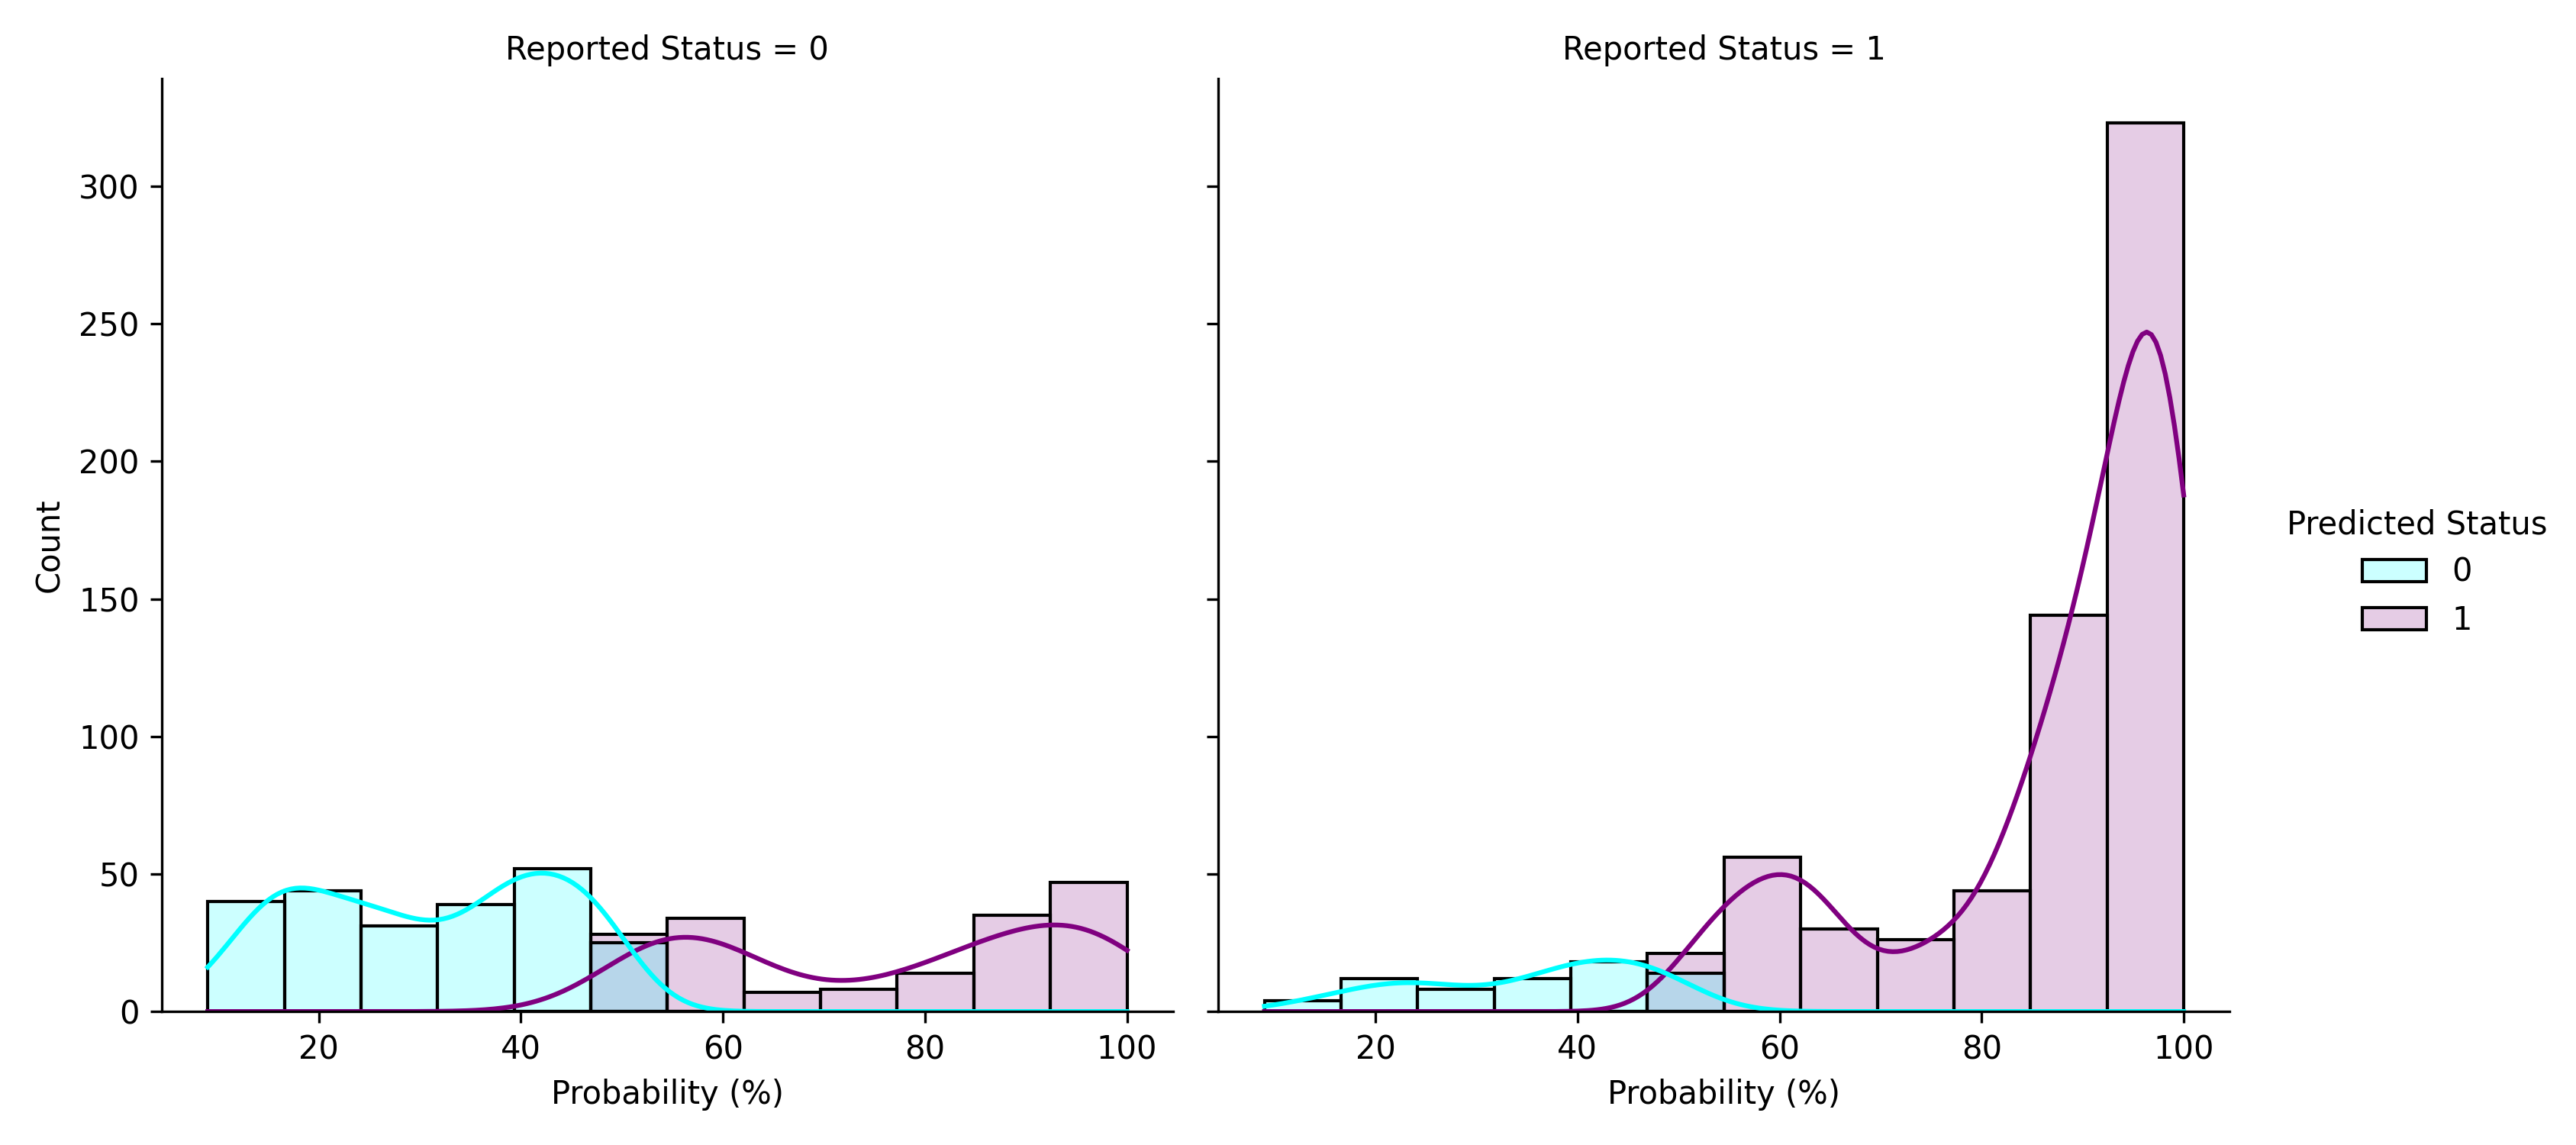 Reported Status = 0
Reported Status = 1
300
250
200
150
100
50
0
Count
20 40 60 80 100
20 40 60 80 100
Probability (%)
Probability (%)
Predicted Status
0
1